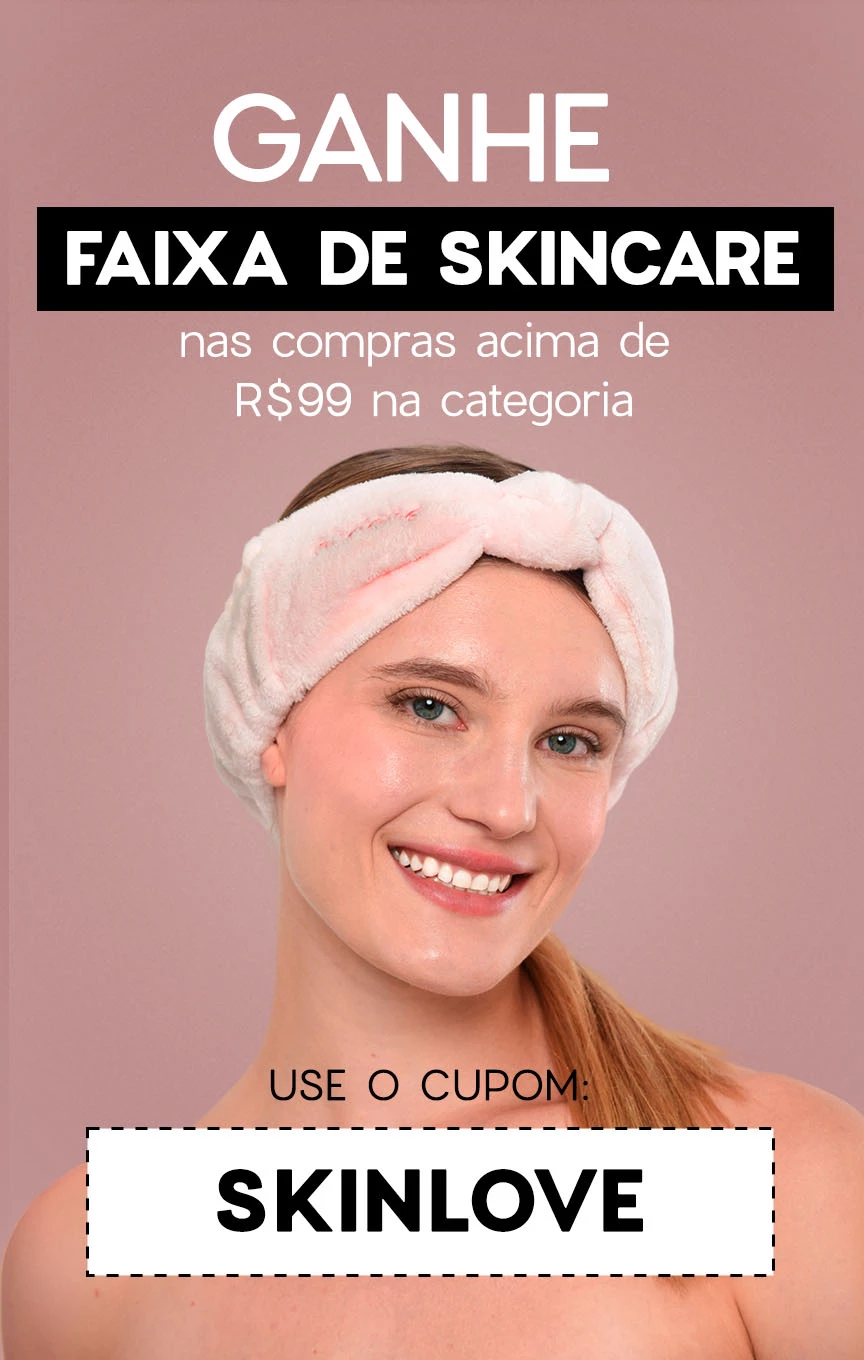 GANHE
FAIXA DE SKINCARE
nas compras acima de
R$99 na categoria
USE O CUPOM:
SKINLOVE